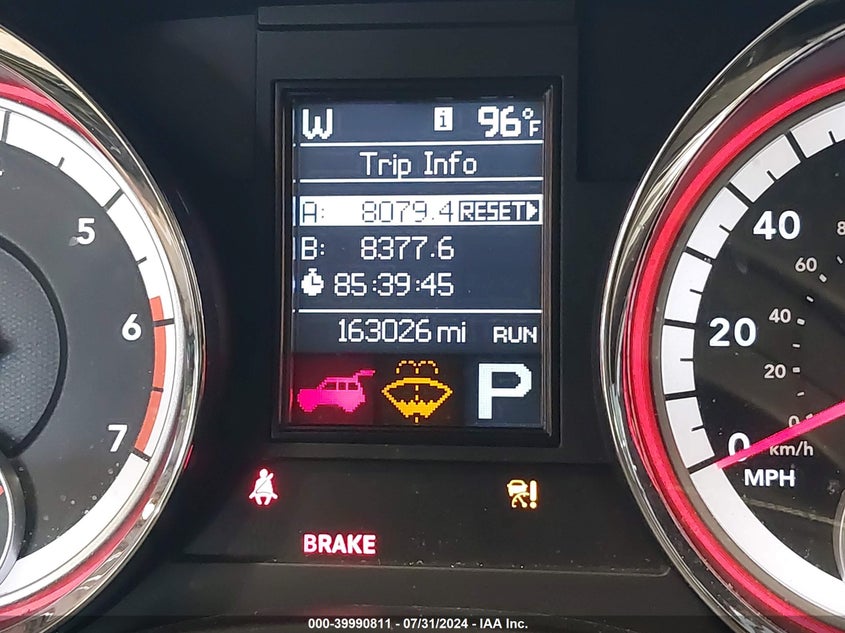 W i 96°F
Trip Info
A: 8079.4 RESET
B: 8377.6
85:39:45
163026 mi RUN
P
5
6
7
40
20
0
60
40
20
0
km/h
MPH
BRAKE
000-39990811 / 07/31/2024 - IAA Inc.